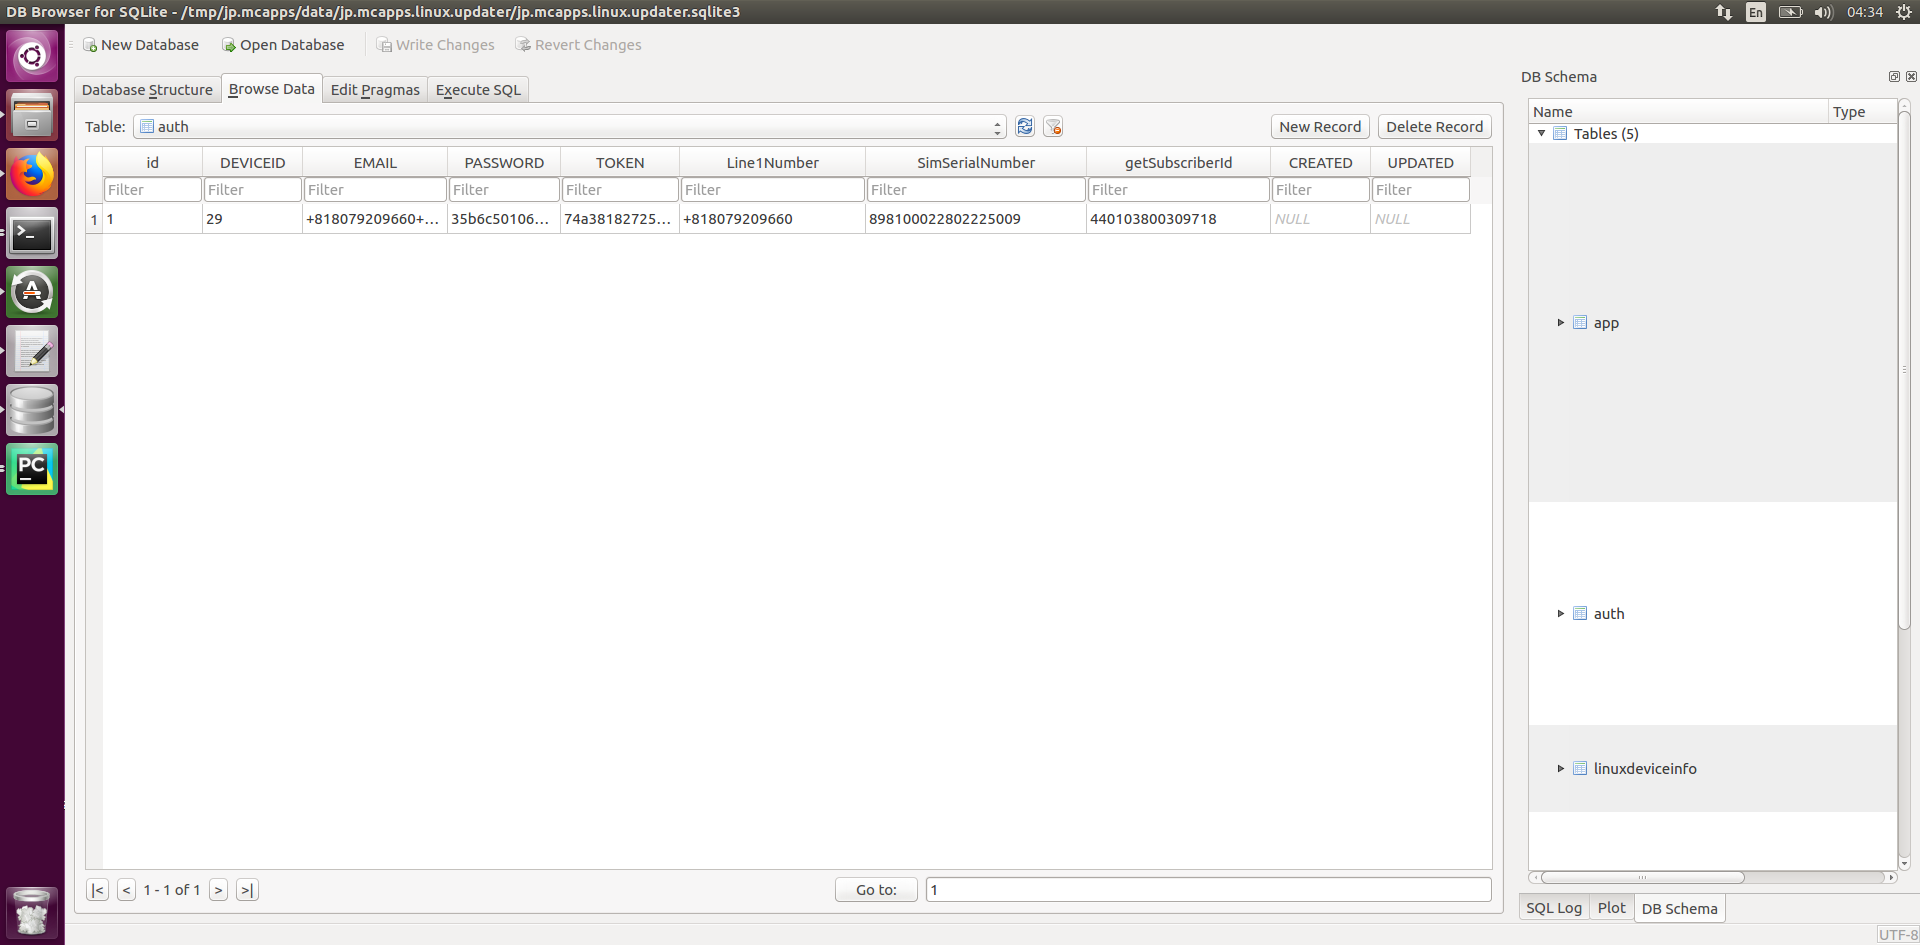 DB Browser for SQLite - /tmp/jp.mcapps/data/jp.mcapps.linux.updater/jp.mcapps.linux.updater.sqlite3
En
04:34
New Database
Open Database
Write Changes
Revert Changes
Database Structure
Browse Data
Edit Pragmas
Execute SQL
Table:
auth
New Record
Delete Record
id DEVICEID EMAIL PASSWORD TOKEN Line1Number SimSerialNumber getSubscriberId CREATED UPDATED
Filter Filter Filter Filter Filter Filter Filter Filter Filter Filter
1 1 29 +818079209660+... 35b6c50106... 74a38182725... +818079209660 898100022802225009 440103800309718 NULL NULL
|< < 1 - 1 of 1 > >|
Go to: 1
DB Schema
Name Type
Tables (5)
app
auth
linuxdeviceinfo
SQL Log
Plot
DB Schema
UTF-8
PC